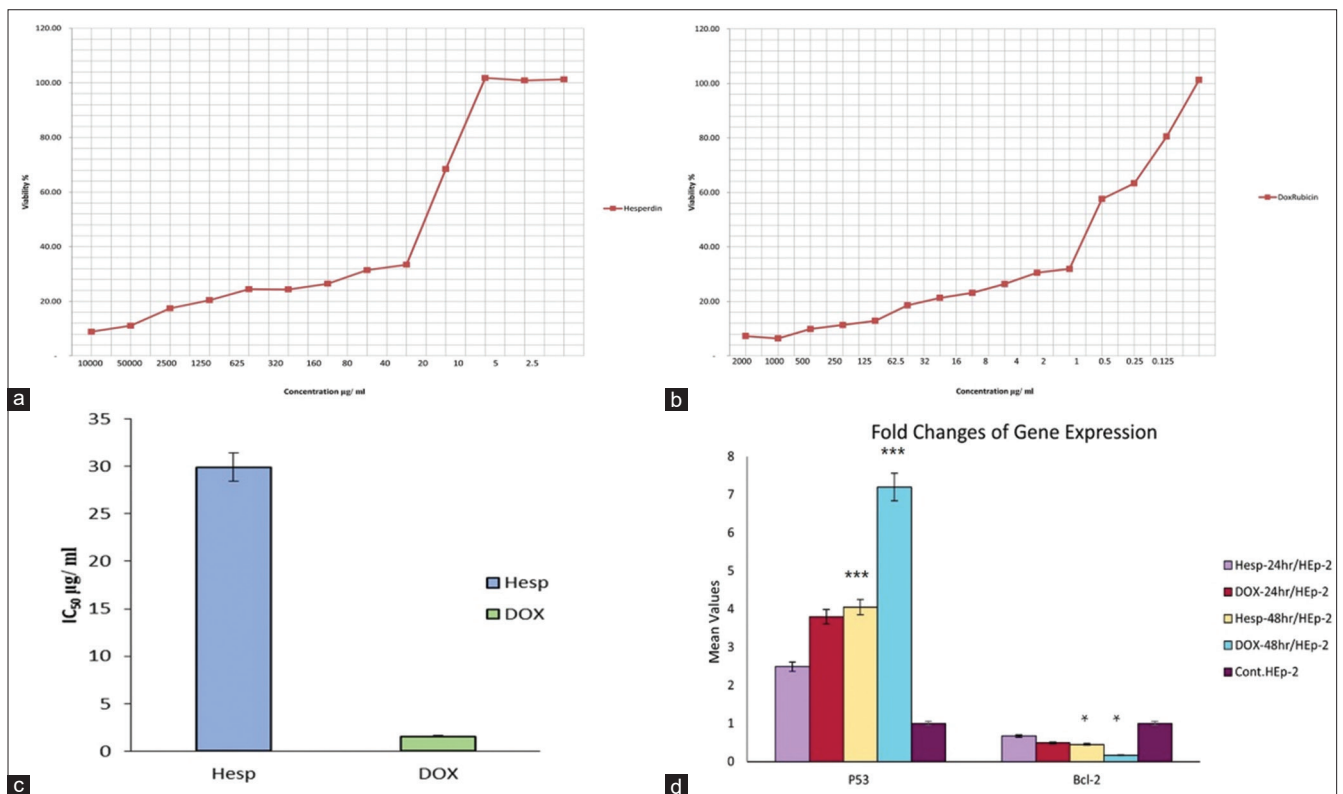 120.00
100.00
80.00
60.00
40.00
20.00
-
Viability %
10000 50000 2500 1250 625 320 160 80 40 20 10 5 2.5
Concentration µg/ ml
Hesperdin
a
120.00
100.00
80.00
60.00
40.00
20.00
-
Viability %
2000 1000 500 250 125 62.5 32 16 8 4 2 1 0.5 0.25 0.125
Concentration µg/ ml
DoxRubicin
b
35
30
25
20
15
10
5
0
IC50 µg/ ml
Hesp DOX
Hesp
DOX
c
Fold Changes of Gene Expression
8
7
6
5
4
3
2
1
0
Mean Values
***
***
* *
P53 Bcl-2
Hesp-24hr/HEp-2
DOX-24hr/HEp-2
Hesp-48hr/HEp-2
DOX-48hr/HEp-2
Cont.HEp-2
d